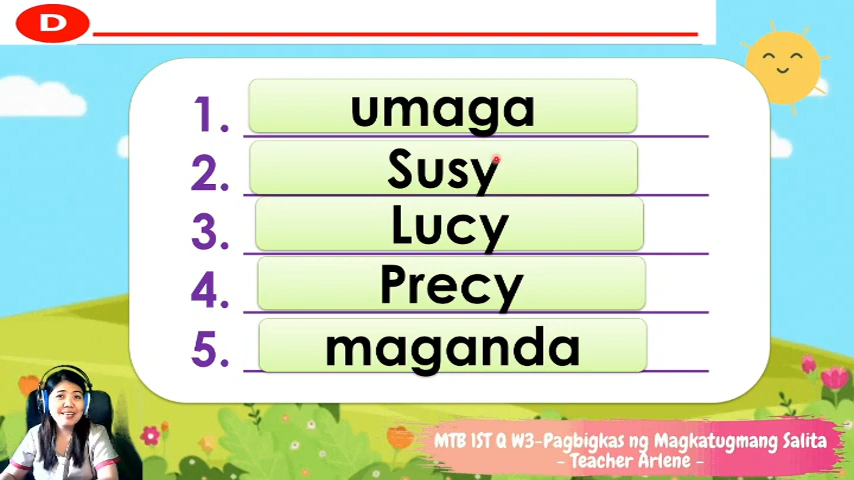 D
1. umaga
2. Susy
3. Lucy
4. Precy
5. maganda
MTB 1ST Q W3-Pagbigkas ng Magkatugmang Salita
- Teacher Arlene -